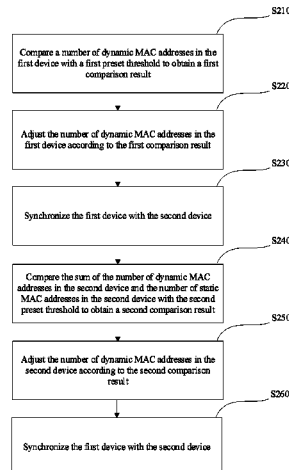 S210
Compare a number of dynamic MAC addresses in the
first device with a first preset threshold to obtain a first
comparison result
S220
Adjust the number of dynamic MAC addresses in the
first device according to the first comparison result
S230
Synchronize the first device with the second device
S240
Compare the sum of the number of dynamic MAC
addresses in the second device and the number of static
MAC addresses in the second device with the second
preset threshold to obtain a second comparison result
S250
Adjust the number of dynamic MAC addresses in the
second device according to the second comparison
result
S260
Synchronize the first device with the second device